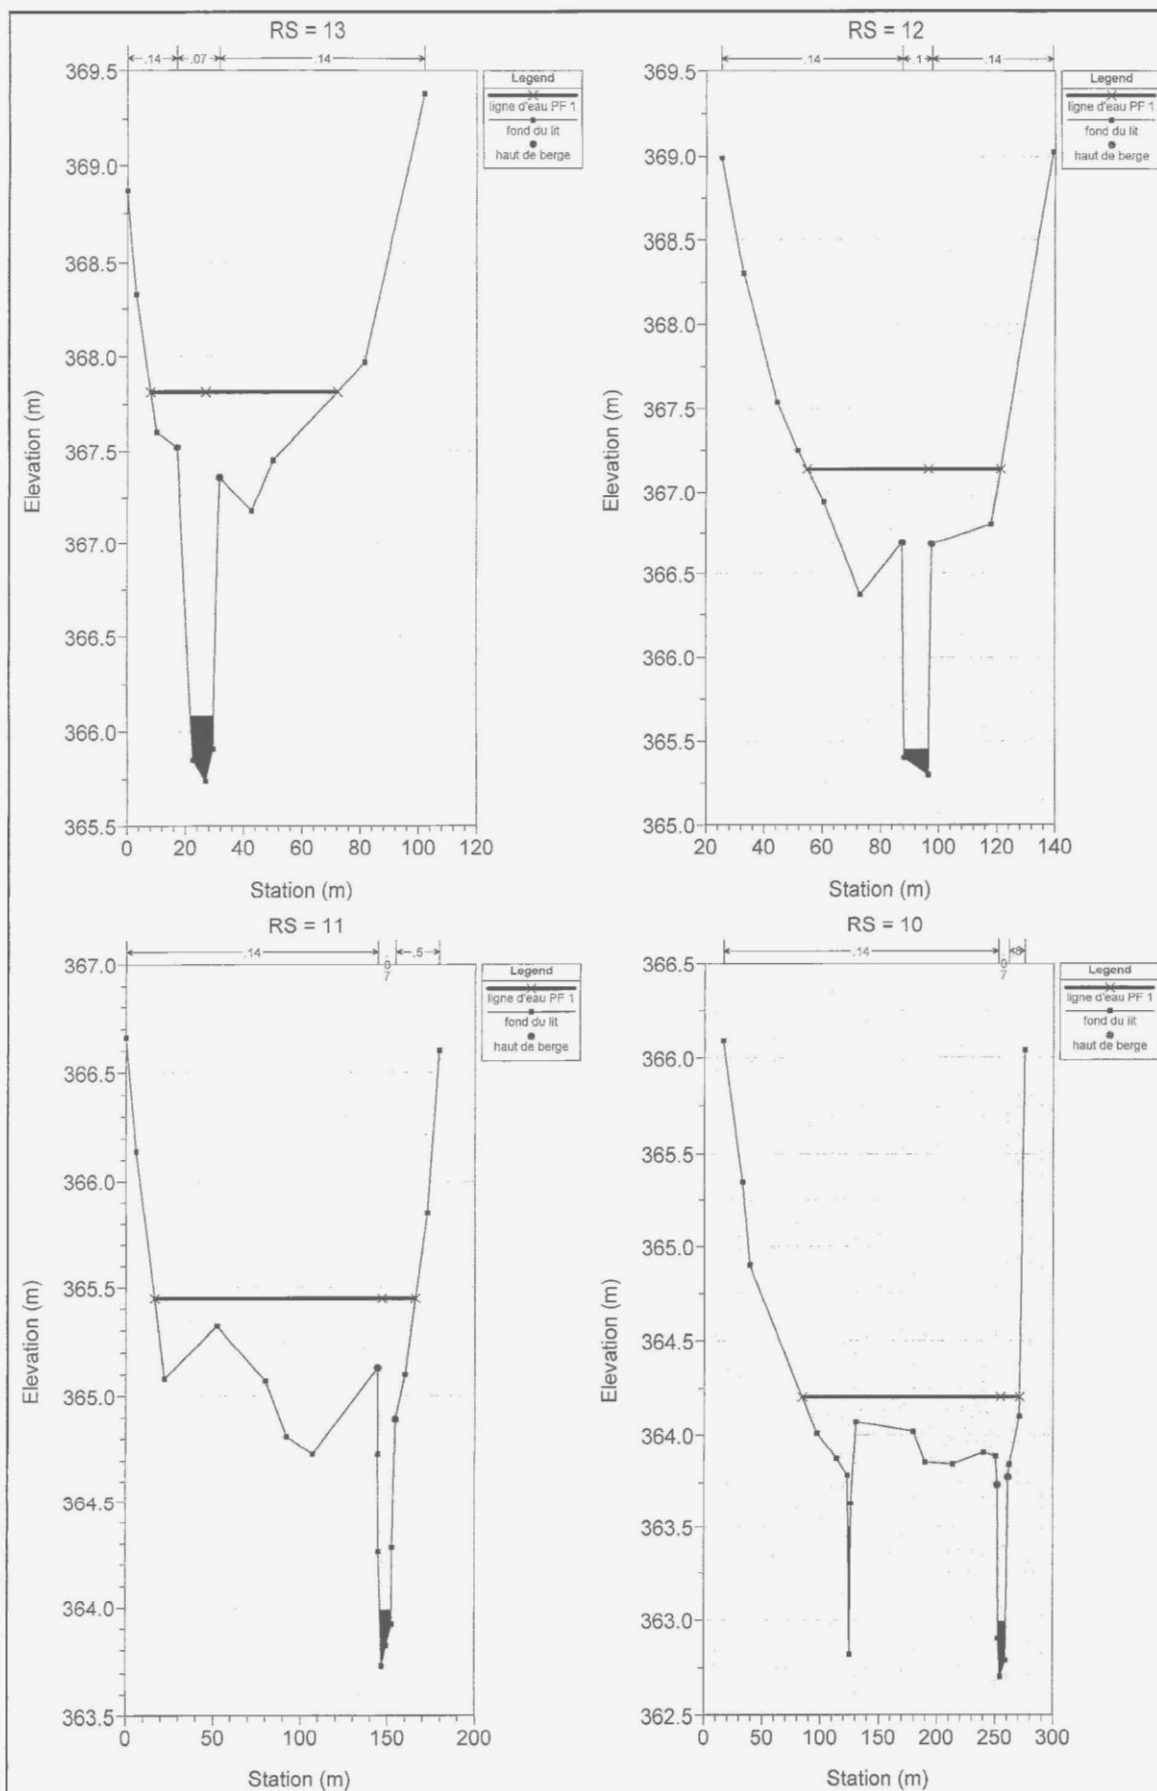 RS = 13
.14
.07
.14
369.5
369.0
368.5
368.0
367.5
367.0
366.5
366.0
365.5
0
20
40
60
80
100
120
Elevation (m)
Station (m)
Legend
ligne d'eau PF 1
fond du lit
haut de berge
RS = 12
.14
.1
.14
369.5
369.0
368.5
368.0
367.5
367.0
366.5
366.0
365.5
365.0
20
40
60
80
100
120
140
Elevation (m)
Station (m)
Legend
ligne d'eau PF 1
fond du lit
haut de berge
RS = 11
.14
.07
.5
367.0
366.5
366.0
365.5
365.0
364.5
364.0
363.5
0
50
100
150
200
Elevation (m)
Station (m)
Legend
ligne d'eau PF 1
fond du lit
haut de berge
RS = 10
.14
366.5
366.0
365.5
365.0
364.5
364.0
363.5
363.0
362.5
0
50
100
150
200
250
300
Elevation (m)
Station (m)
Legend
ligne d'eau PF 1
fond du lit
haut de berge